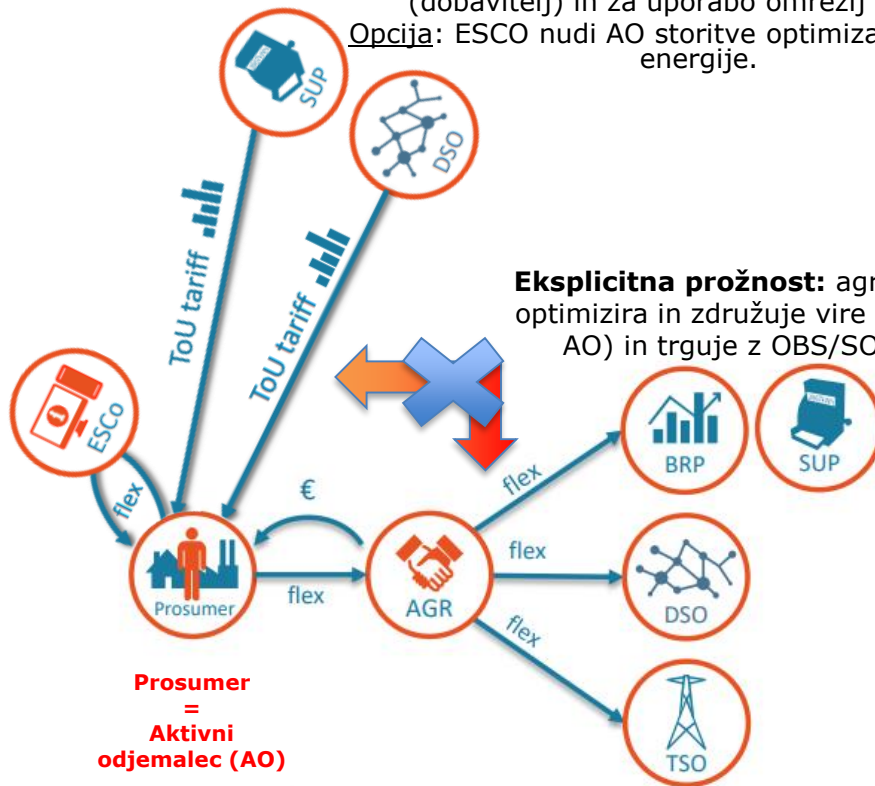 (dobavitelj) in za uporabo omrežij
Opcija: ESCO nudi AO storitve optimiza
energije.
SUP
DSO
ToU tariff
ToU tariff
Eksplicitna prožnost: agr
optimizira in združuje vire
AO) in trguje z OBS/SO
ESCo
flex
€
Prosumer
flex
AGR
flex
BRP
SUP
flex
DSO
flex
TSO
Prosumer
=
Aktivni
odjemalec (AO)